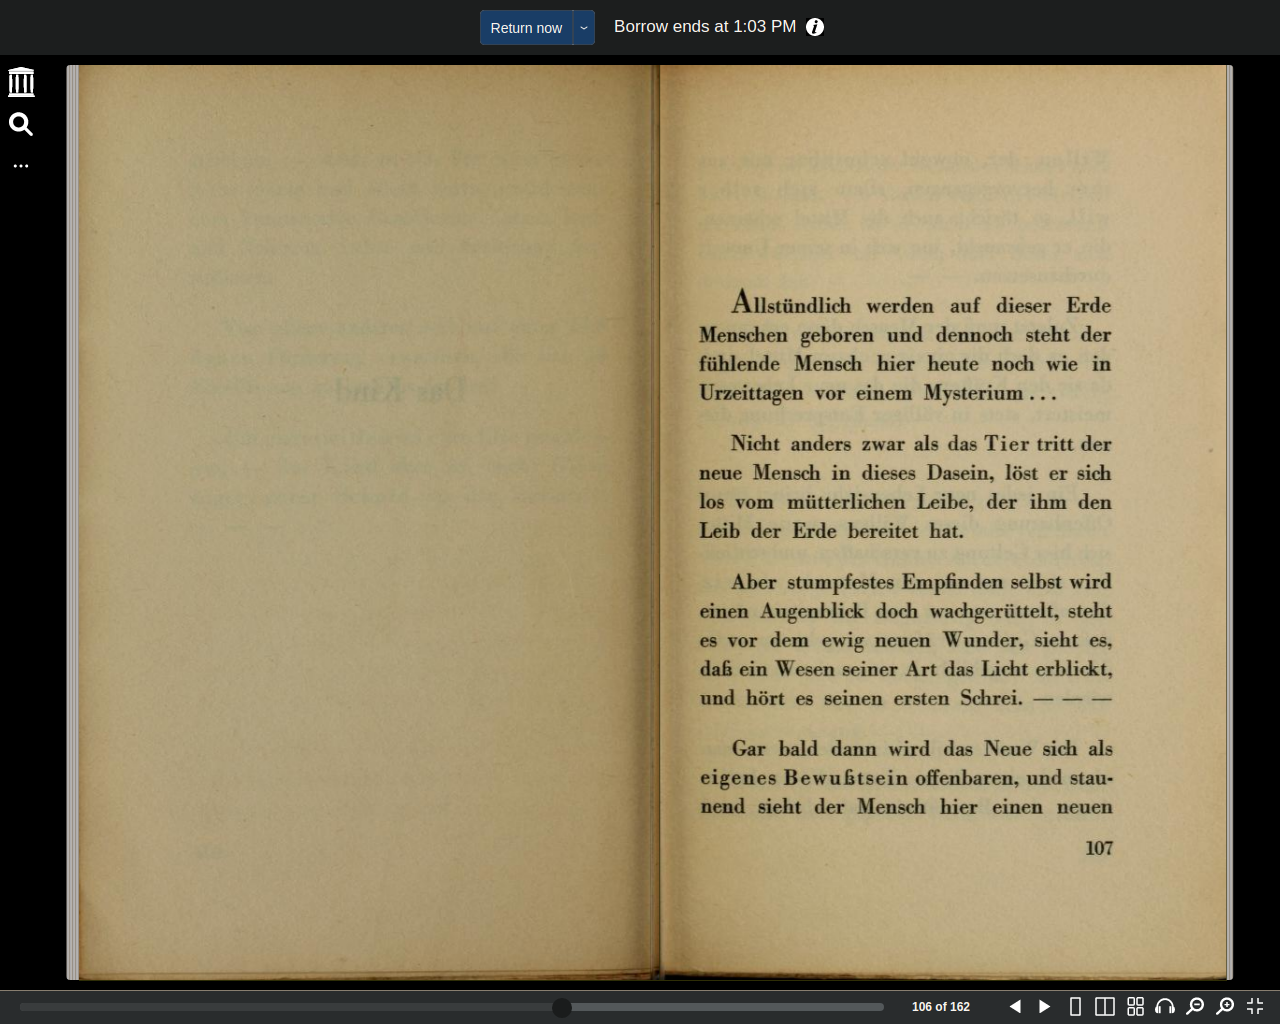 Return now
Borrow ends at 1:03 PM
Das Kind
Allstündlich werden auf dieser Erde
Menschen geboren und dennoch steht der
fühlende Mensch hier heute noch wie in
Urzeittagen vor einem Mysterium . . .
Nicht anders zwar als das Tier tritt der
neue Mensch in dieses Dasein, löst er sich
los vom mütterlichen Leibe, der ihm den
Leib der Erde bereitet hat.
Aber stumpfestes Empfinden selbst wird
einen Augenblick doch wachgerüttelt, steht
es vor dem ewig neuen Wunder, sieht es,
daß ein Wesen seiner Art das Licht erblickt,
und hört es seinen ersten Schrei. — — —
Gar bald dann wird das Neue sich als
eigenes Bewußtsein offenbaren, und stau-
nend sieht der Mensch hier einen neuen
107
106 of 162